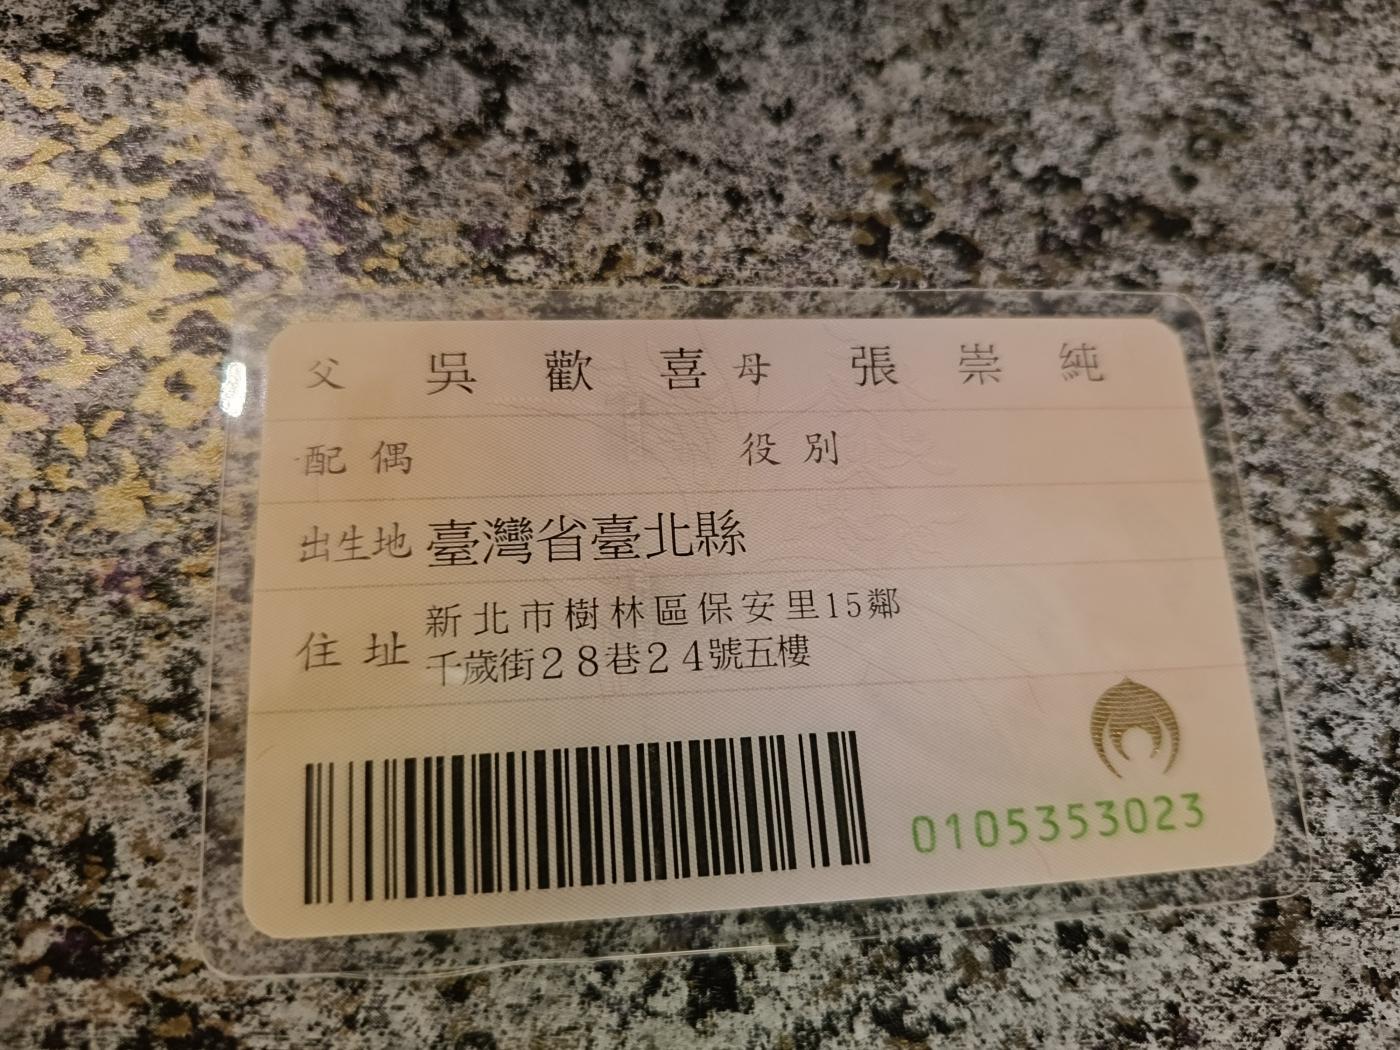 父 吳歡喜 母 張崇純
配偶 役別
出生地 臺灣省臺北縣
住址 新北市樹林區保安里15鄰
千歲街28巷24號五樓
0105353023